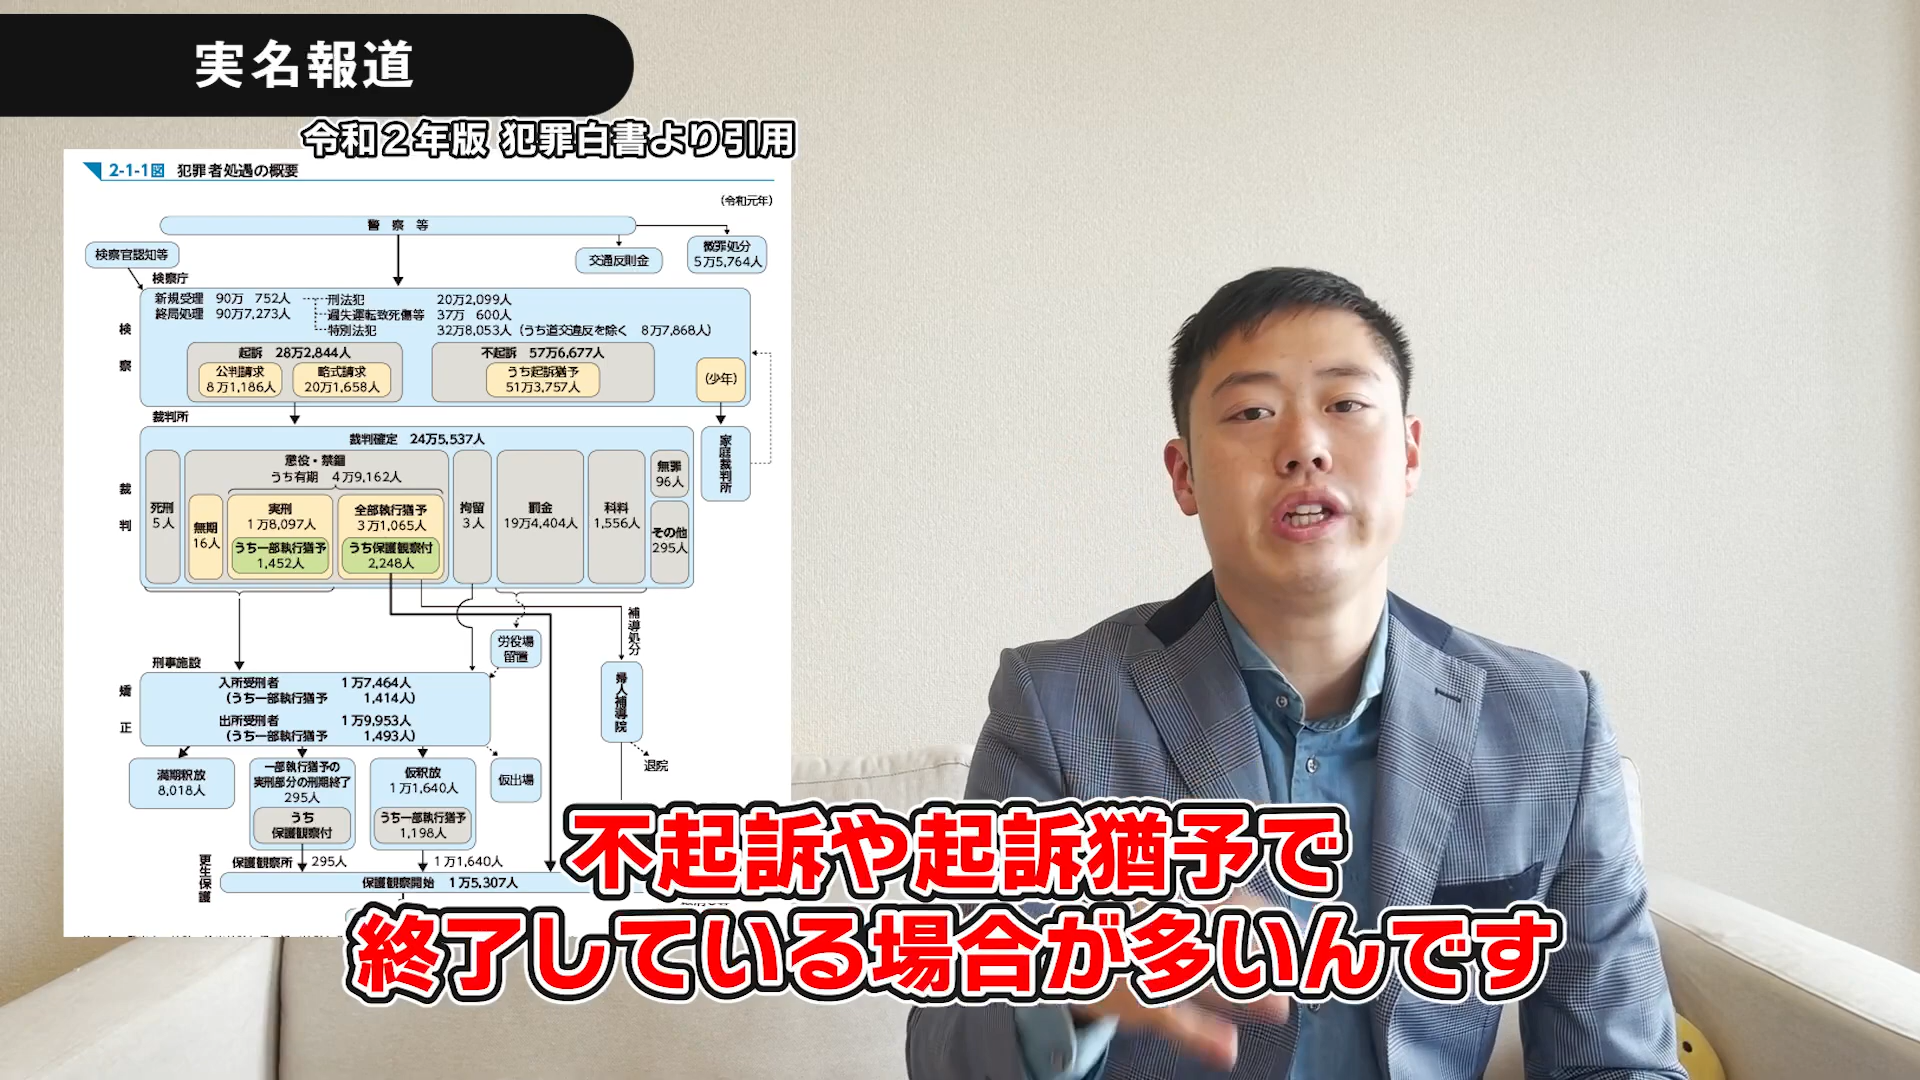 実名報道
令和2年版 犯罪白書より引用
2-1-1図 犯罪者処遇の概要
(令和元年)
警 察 等
検察官認知等
交通反則金
微罪処分
5万5,764人
検察庁
新規受理 90万 752人
刑法犯 20万2,099人
終局処理 90万7,273人
過失運転致死傷等 37万 600人
特別法犯 32万8,053人(うち道交違反を除く 8万7,868人)
検 察
起訴 28万2,844人
公判請求
8万1,186人
略式請求
20万1,658人
不起訴 57万6,677人
うち起訴猶予
51万3,757人
(少年)
裁判所
家庭裁判所
裁 判
裁判確定 24万5,537人
死刑
5人
懲役・禁錮
うち有期 4万9,162人
無期
16人
実刑
1万8,097人
うち一部執行猶予
1,452人
全部執行猶予
3万1,065人
うち保護観察付
2,248人
拘留
3人
罰金
19万4,404人
科料
1,556人
無罪
96人
その他
295人
補導処分
労役場
留置
刑事施設
矯 正
入所受刑者 1万7,464人
(うち一部執行猶予 1,414人)
出所受刑者 1万9,953人
(うち一部執行猶予 1,493人)
婦人補導院
退院
満期釈放
8,018人
一部執行猶予の
実刑部分の刑期終了
295人
うち
保護観察付
仮釈放
1万1,640人
うち一部執行猶予
1,198人
仮出場
更生保護
保護観察所
295人
1万1,640人
保護観察開始 1万5,307人
不起訴や起訴猶予で
終了している場合が多いんです